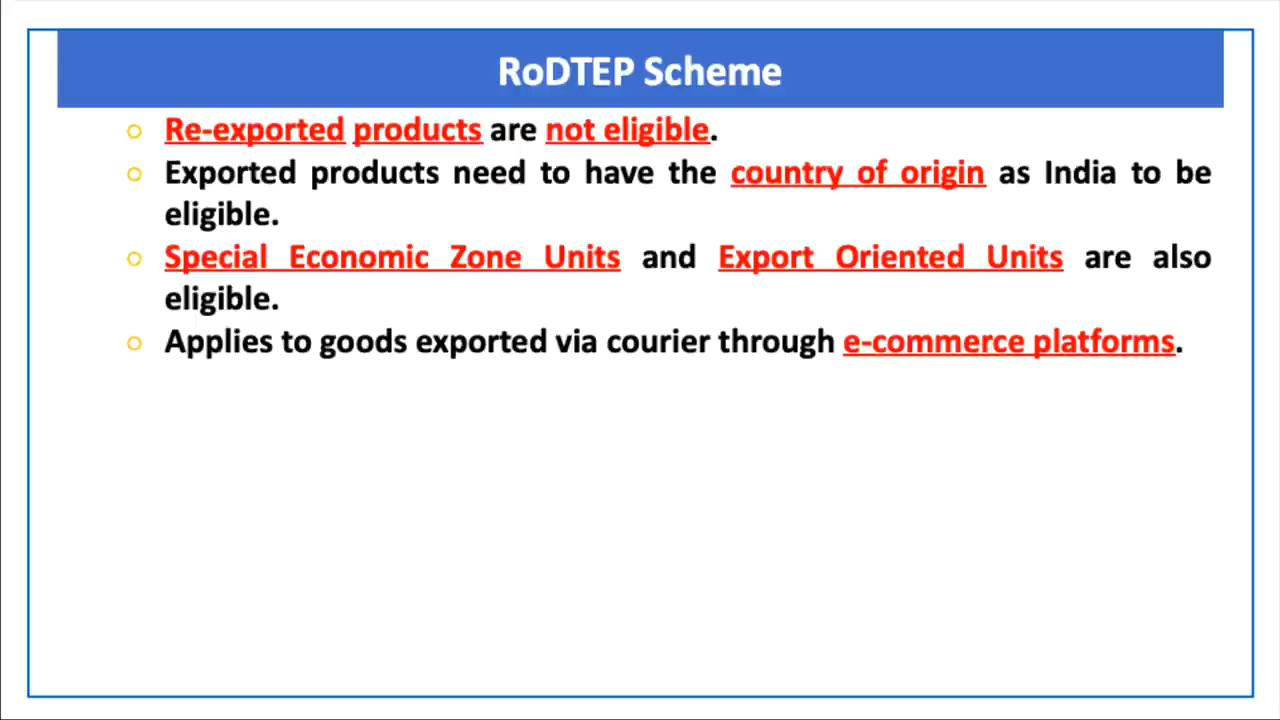 RoDTEP Scheme
Re-exported products are not eligible.
Exported products need to have the country of origin as India to be
eligible.
Special Economic Zone Units and Export Oriented Units are also
eligible.
Applies to goods exported via courier through e-commerce platforms.